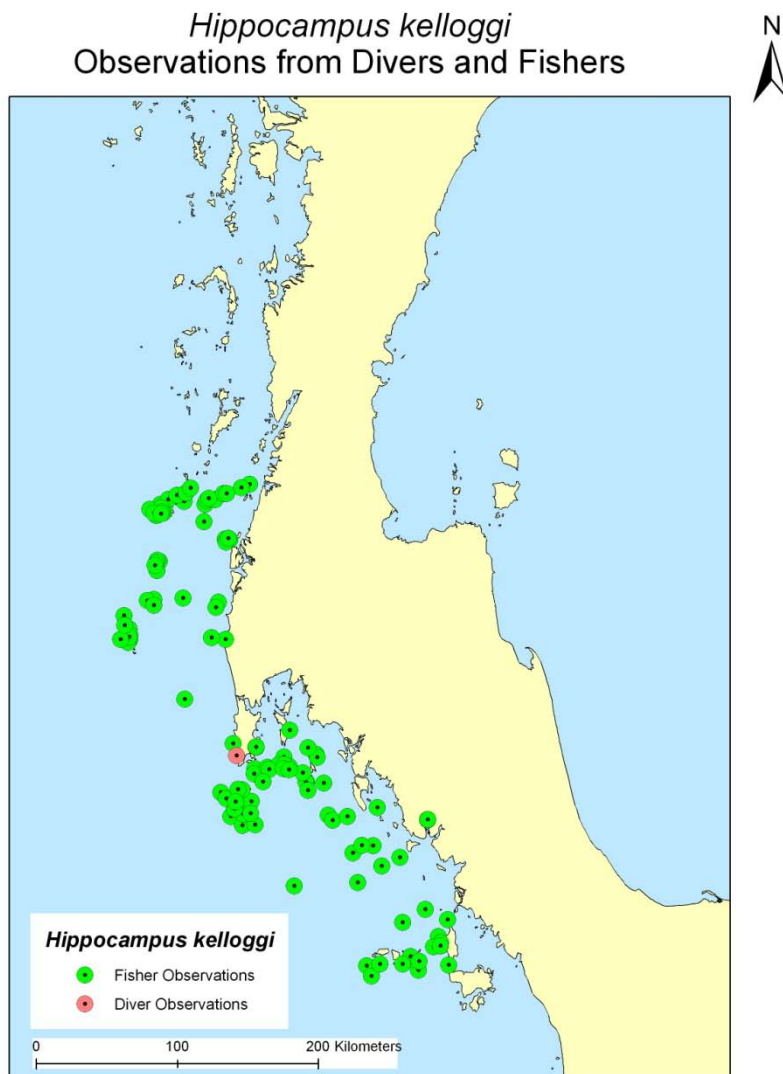 Hippocampus kelloggi
Observations from Divers and Fishers
N
Hippocampus kelloggi
Fisher Observations
Diver Observations
0 100 200 Kilometers